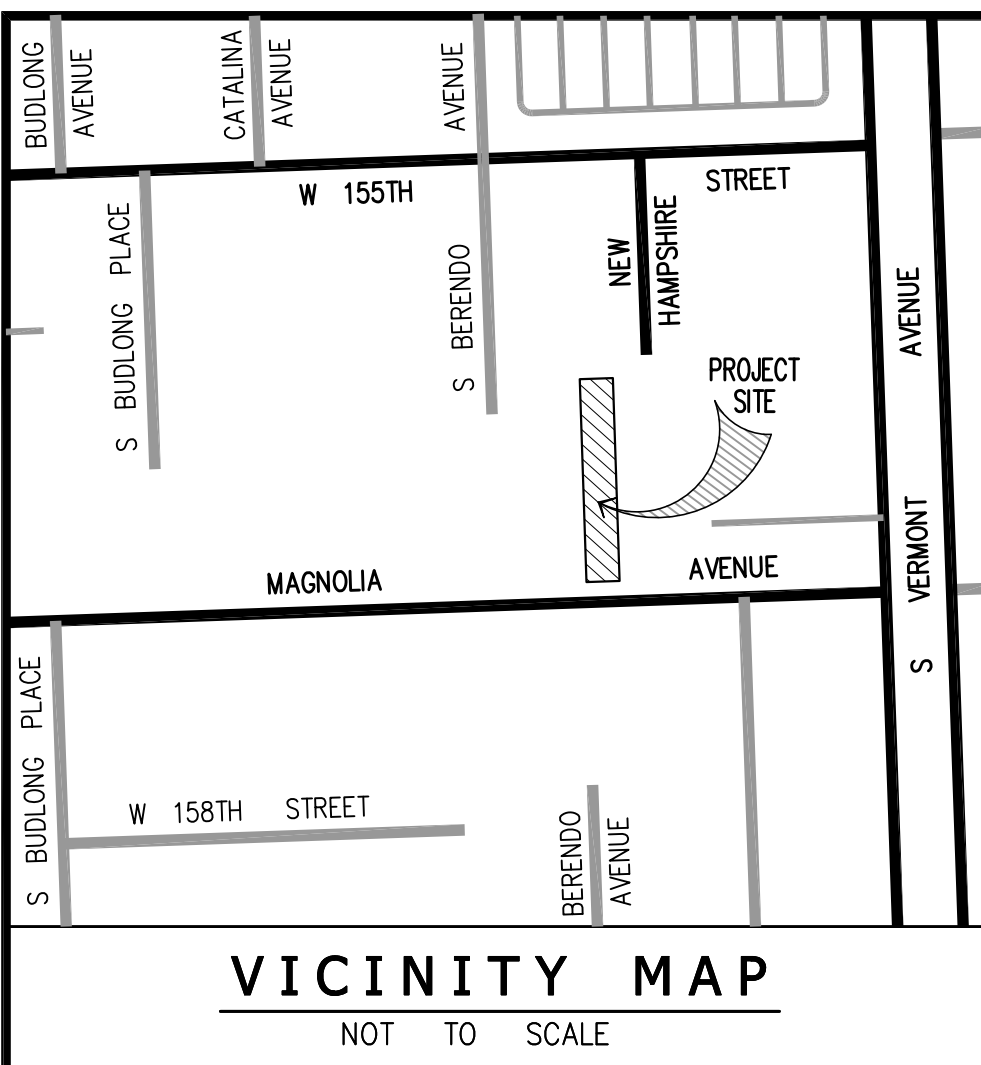 BUDLONG
AVENUE
CATALINA
AVENUE
AVENUE
W 155TH
STREET
S BUDLONG PLACE
S BERENDO
NEW
HAMPSHIRE
AVENUE
PROJECT
SITE
S VERMONT
MAGNOLIA
AVENUE
S BUDLONG PLACE
W 158TH STREET
BERENDO
AVENUE
VICINITY MAP
NOT TO SCALE